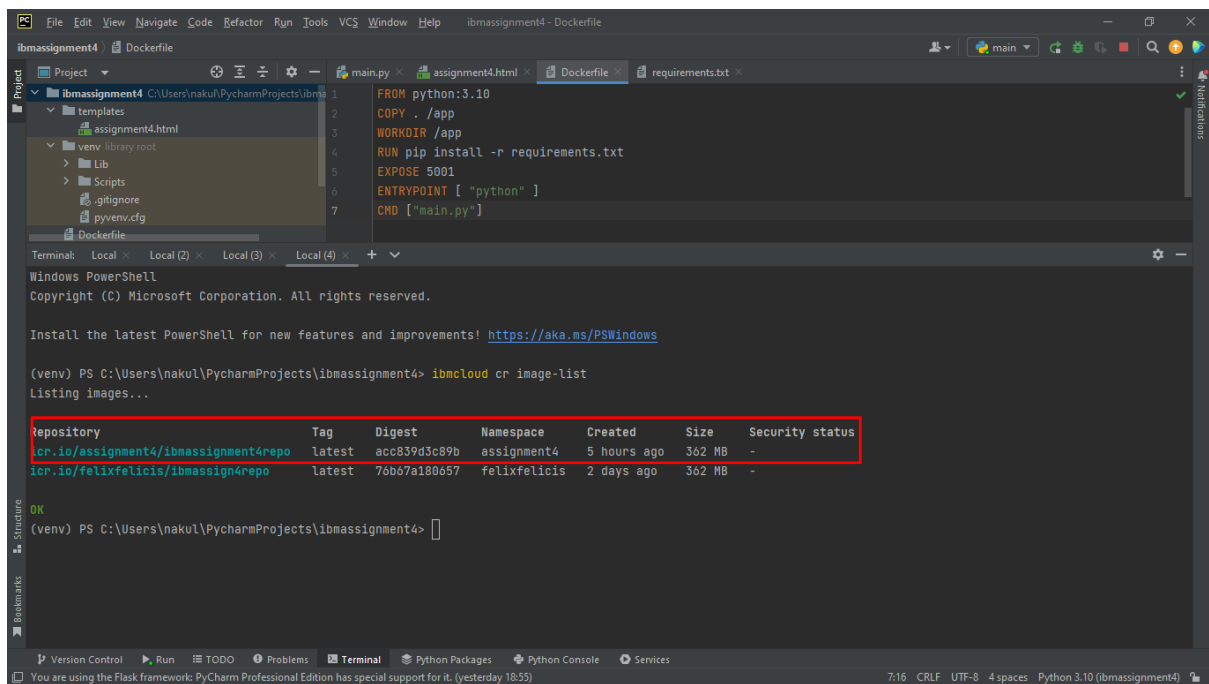 PC File Edit View Navigate Code Refactor Run Tools VCS Window Help ibmassignment4 - Dockerfile
ibmassignment4 Dockerfile main
Project main.py assignment4.html Dockerfile requirements.txt
Project
Notifications
ibmassignment4 C:\Users\nakul\PycharmProjects\ibma
templates
assignment4.html
venv library root
Lib
Scripts
.gitignore
pyvenv.cfg
Dockerfile
1 FROM python:3.10
2 COPY . /app
3 WORKDIR /app
4 RUN pip install -r requirements.txt
5 EXPOSE 5001
6 ENTRYPOINT [ "python" ]
7 CMD ["main.py"]
Terminal: Local Local (2) Local (3) Local (4)
Windows PowerShell
Copyright (C) Microsoft Corporation. All rights reserved.
Install the latest PowerShell for new features and improvements! https://aka.ms/PSWindows
(venv) PS C:\Users\nakul\PycharmProjects\ibmassignment4> ibmcloud cr image-list
Listing images...
Repository Tag Digest Namespace Created Size Security status
icr.io/assignment4/ibmassignment4repo latest acc839d3c89b assignment4 5 hours ago 362 MB -
icr.io/felixfelicis/ibmassign4repo latest 76b67a180657 felixfelicis 2 days ago 362 MB -
OK
(venv) PS C:\Users\nakul\PycharmProjects\ibmassignment4>
Structure
Bookmarks
Version Control Run TODO Problems Terminal Python Packages Python Console Services
You are using the Flask framework: PyCharm Professional Edition has special support for it. (yesterday 18:55) 7:16 CRLF UTF-8 4 spaces Python 3.10 (ibmassignment4)